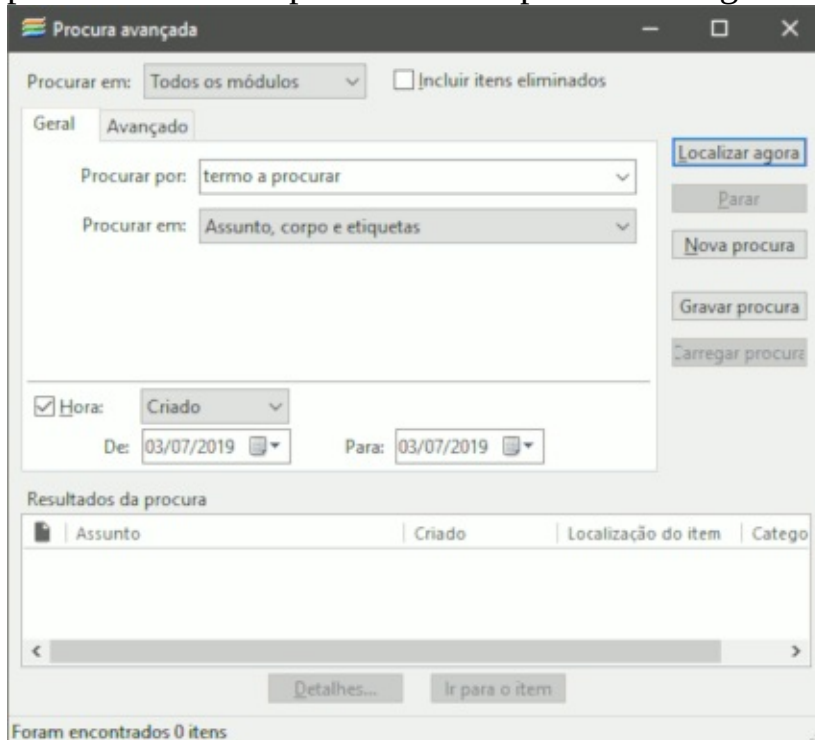 Procura avançada
Procurar em: Todos os módulos Incluir itens eliminados
Geral Avançado
Localizar agora
Procurar por: termo a procurar
Parar
Procurar em: Assunto, corpo e etiquetas
Nova procura
Gravar procura
Carregar procura
Hora: Criado
De: 03/07/2019 Para: 03/07/2019
Resultados da procura
Assunto Criado Localização do item Catego
Detalhes... Ir para o item
Foram encontrados 0 itens